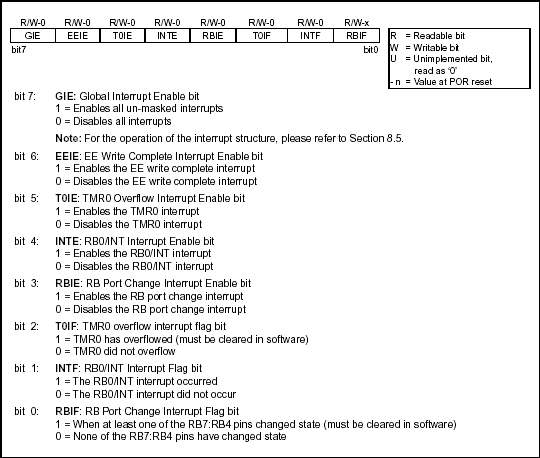 R/W-0 R/W-0 R/W-0 R/W-0 R/W-0 R/W-0 R/W-0 R/W-x
GIE EEIE T0IE INTE RBIE T0IF INTF RBIF
bit7 bit0
R = Readable bit
W = Writable bit
U = Unimplemented bit,
read as '0'
- n = Value at POR reset
bit 7: GIE: Global Interrupt Enable bit
1 = Enables all un-masked interrupts
0 = Disables all interrupts
Note: For the operation of the interrupt structure, please refer to Section 8.5.
bit 6: EEIE: EE Write Complete Interrupt Enable bit
1 = Enables the EE write complete interrupt
0 = Disables the EE write complete interrupt
bit 5: T0IE: TMR0 Overflow Interrupt Enable bit
1 = Enables the TMR0 interrupt
0 = Disables the TMR0 interrupt
bit 4: INTE: RB0/INT Interrupt Enable bit
1 = Enables the RB0/INT interrupt
0 = Disables the RB0/INT interrupt
bit 3: RBIE: RB Port Change Interrupt Enable bit
1 = Enables the RB port change interrupt
0 = Disables the RB port change interrupt
bit 2: T0IF: TMR0 overflow interrupt flag bit
1 = TMR0 has overflowed (must be cleared in software)
0 = TMR0 did not overflow
bit 1: INTF: RB0/INT Interrupt Flag bit
1 = The RB0/INT interrupt occurred
0 = The RB0/INT interrupt did not occur
bit 0: RBIF: RB Port Change Interrupt Flag bit
1 = When at least one of the RB7:RB4 pins changed state (must be cleared in software)
0 = None of the RB7:RB4 pins have changed state